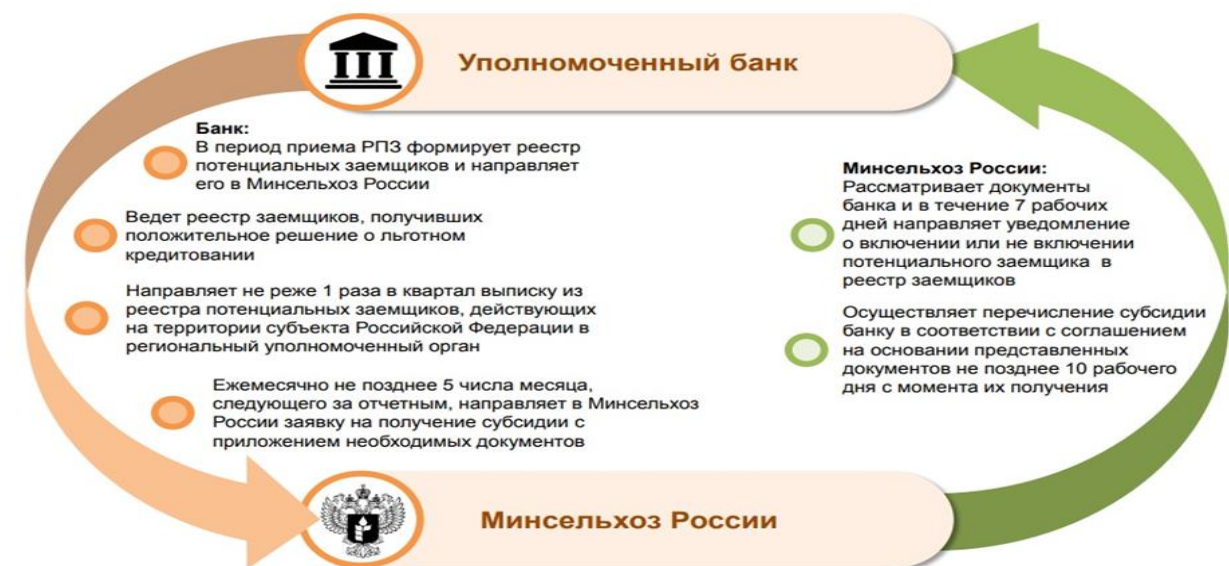 Уполномоченный банк
Банк:
В период приема РПЗ формирует реестр
потенциальных заемщиков и направляет
его в Минсельхоз России
Ведет реестр заемщиков, получивших
положительное решение о льготном
кредитовании
Направляет не реже 1 раза в квартал выписку из
реестра потенциальных заемщиков, действующих
на территории субъекта Российской Федерации в
региональный уполномоченный орган
Ежемесячно не позднее 5 числа месяца,
следующего за отчетным, направляет в Минсельхоз
России заявку на получение субсидии с
приложением необходимых документов
Минсельхоз России:
Рассматривает документы
банка и в течение 7 рабочих
дней направляет уведомление
о включении или не включении
потенциального заемщика в
реестр заемщиков
Осуществляет перечисление субсидии
банку в соответствии с соглашением
на основании представленных
документов не позднее 10 рабочего
дня с момента их получения
Минсельхоз России